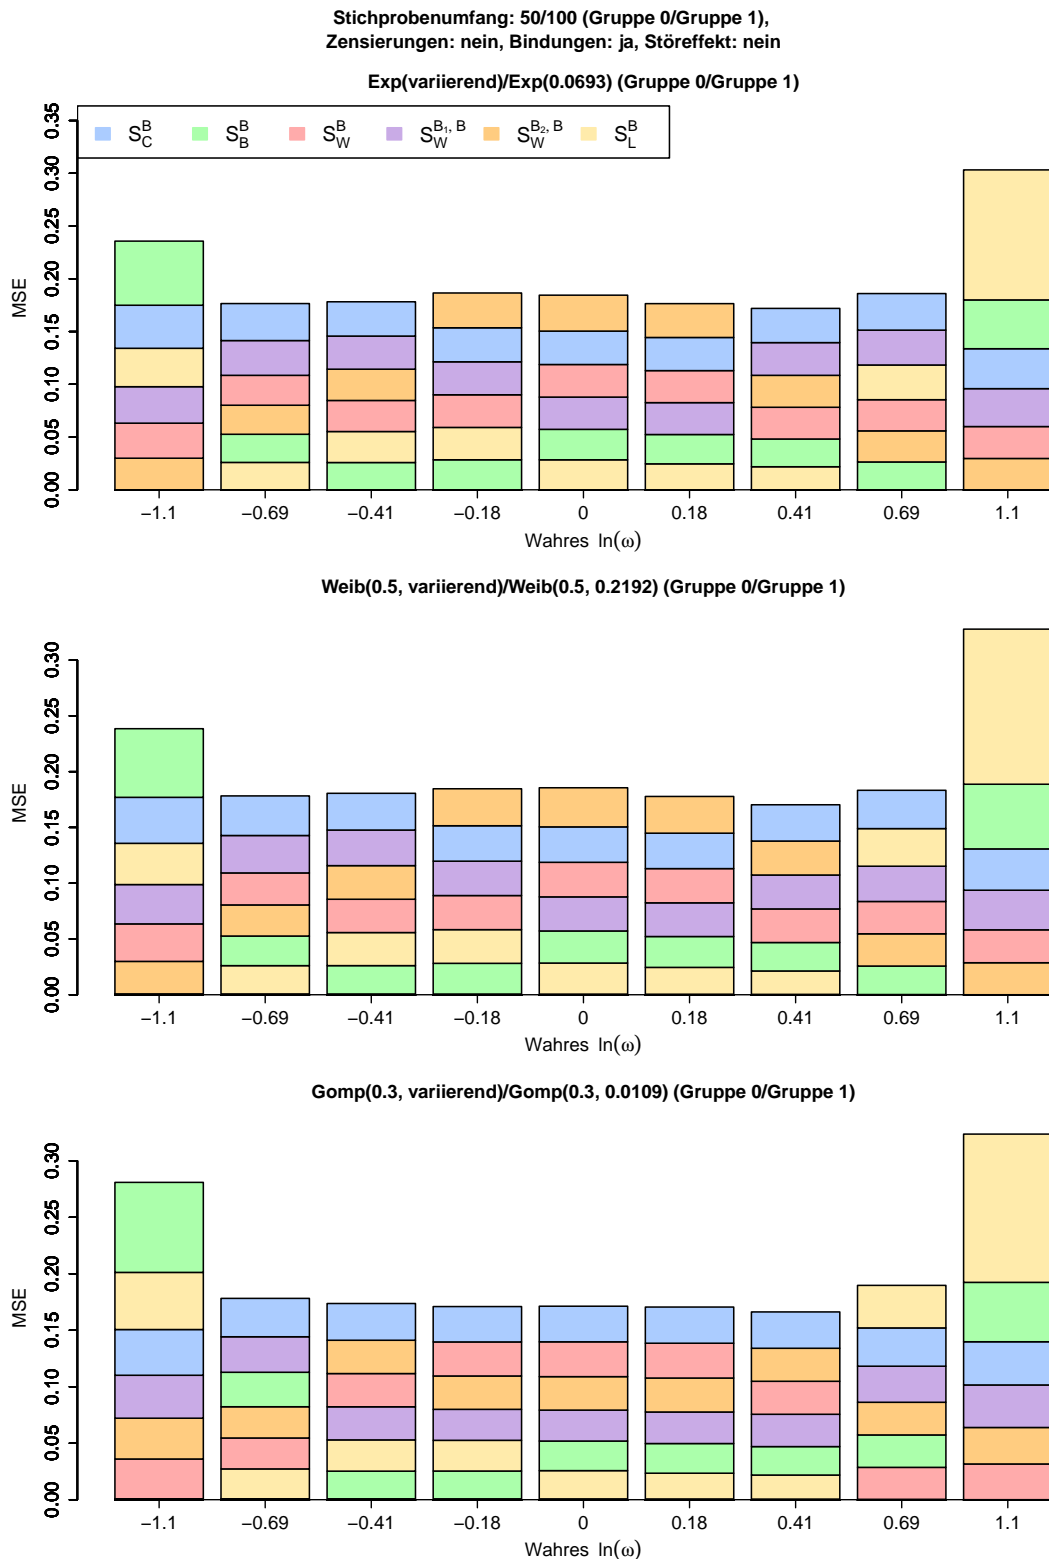 Stichprobenumfang: 50/100 (Gruppe 0/Gruppe 1),
Zensierungen: nein, Bindungen: ja, Störeffekt: nein
Exp(variierend)/Exp(0.0693) (Gruppe 0/Gruppe 1)
S_C^B S_B^B S_W^B S_W^{B₁, B} S_W^{B₂, B} S_L^B
MSE
0.35
0.30
0.25
0.20
0.15
0.10
0.05
0.00
−1.1 −0.69 −0.41 −0.18 0 0.18 0.41 0.69 1.1
Wahres ln(ω)
Weib(0.5, variierend)/Weib(0.5, 0.2192) (Gruppe 0/Gruppe 1)
MSE
0.30
0.25
0.20
0.15
0.10
0.05
0.00
−1.1 −0.69 −0.41 −0.18 0 0.18 0.41 0.69 1.1
Wahres ln(ω)
Gomp(0.3, variierend)/Gomp(0.3, 0.0109) (Gruppe 0/Gruppe 1)
MSE
0.30
0.25
0.20
0.15
0.10
0.05
0.00
−1.1 −0.69 −0.41 −0.18 0 0.18 0.41 0.69 1.1
Wahres ln(ω)